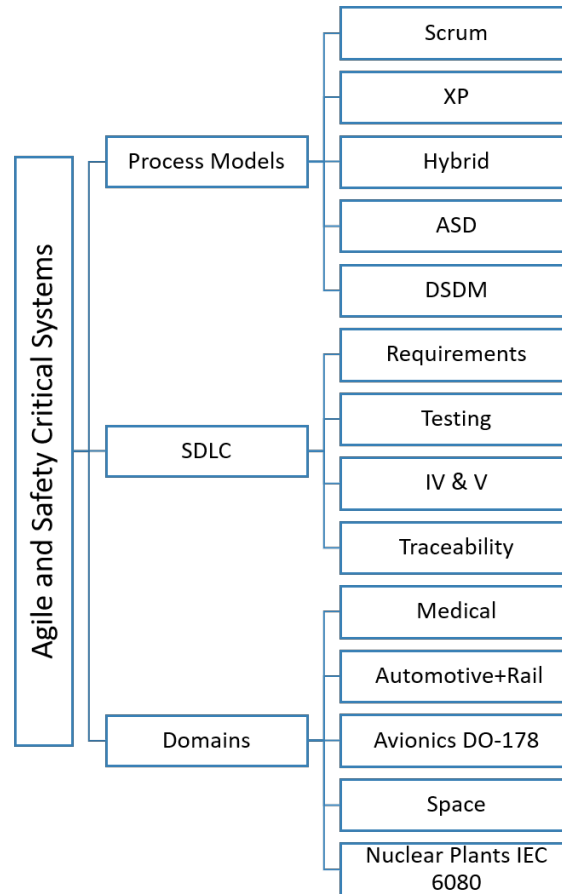 Agile and Safety Critical Systems
Process Models
Scrum
XP
Hybrid
ASD
DSDM
SDLC
Requirements
Testing
IV & V
Traceability
Domains
Medical
Automotive+Rail
Avionics DO-178
Space
Nuclear Plants IEC
6080